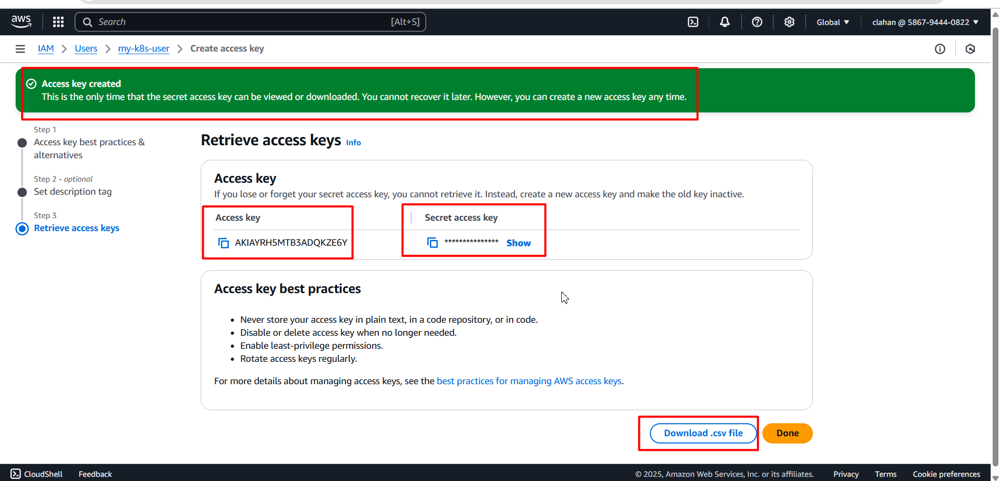 aws
Search [Alt+S]
Global
clahan @ 5867-9444-0822
IAM Users my-k8s-user Create access key
Access key created
This is the only time that the secret access key can be viewed or downloaded. You cannot recover it later. However, you can create a new access key any time.
Step 1
Access key best practices &
alternatives
Step 2 - optional
Set description tag
Step 3
Retrieve access keys
Retrieve access keys Info
Access key
If you lose or forget your secret access key, you cannot retrieve it. Instead, create a new access key and make the old key inactive.
Access key
Secret access key
AKIAYRH5MTB3ADQKZE6Y
*************** Show
Access key best practices
• Never store your access key in plain text, in a code repository, or in code.
• Disable or delete access key when no longer needed.
• Enable least-privilege permissions.
• Rotate access keys regularly.
For more details about managing access keys, see the best practices for managing AWS access keys.
Download .csv file
Done
CloudShell Feedback
© 2025, Amazon Web Services, Inc. or its affiliates. Privacy Terms Cookie preferences